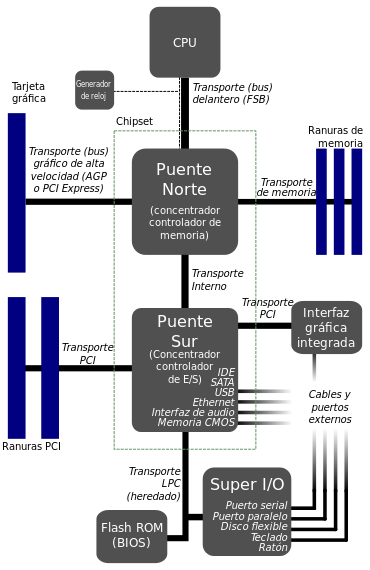 CPU
Generador
de reloj
Transporte (bus)
delantero (FSB)
Tarjeta
gráfica
Chipset
Ranuras de
memoria
Transporte (bus)
gráfico de alta
velocidad (AGP
o PCI Express)
Puente
Norte
(concentrador
controlador de
memoria)
Transporte
de memoria
Transporte
Interno
Transporte
PCI
Interfaz
gráfica
integrada
Puente
Sur
(Concentrador
controlador
de E/S)
IDE
SATA
USB
Ethernet
Interfaz de audio
Memoria CMOS
Transporte
PCI
Cables y
puertos
externos
Ranuras PCI
Transporte
LPC
(heredado)
Super I/O
Puerto serial
Puerto paralelo
Disco flexible
Teclado
Ratón
Flash ROM
(BIOS)